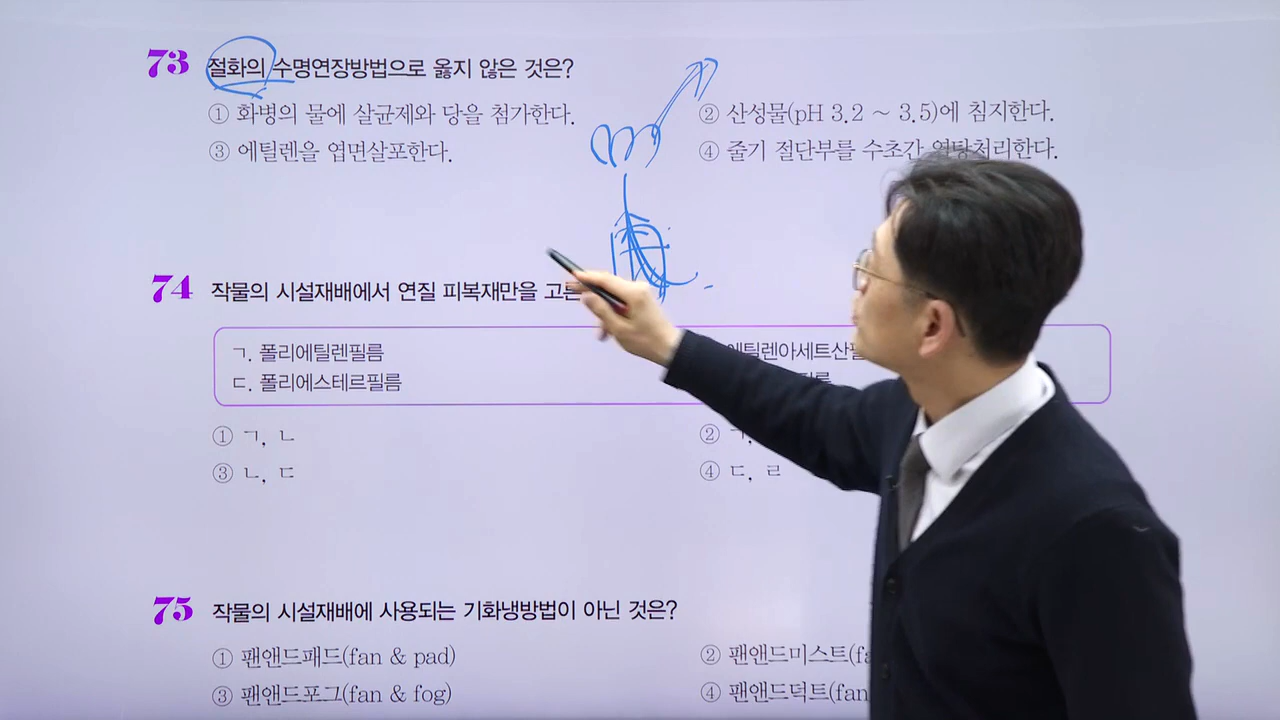 73 절화의 수명연장방법으로 옳지 않은 것은?
① 화병의 물에 살균제와 당을 첨가한다.
② 산성물(pH 3.2 ~ 3.5)에 침지한다.
③ 에틸렌을 엽면살포한다.
④ 줄기 절단부를 수초간 열탕처리한다.
74 작물의 시설재배에서 연질 피복재만을 고른
ㄱ. 폴리에틸렌필름
에틸렌아세트산필
ㄷ. 폴리에스테르필름
① ㄱ, ㄴ
② ㄱ,
③ ㄴ, ㄷ
④ ㄷ, ㄹ
75 작물의 시설재배에 사용되는 기화냉방법이 아닌 것은?
① 팬앤드패드(fan & pad)
② 팬앤드미스트(fa
③ 팬앤드포그(fan & fog)
④ 팬앤드덕트(fan